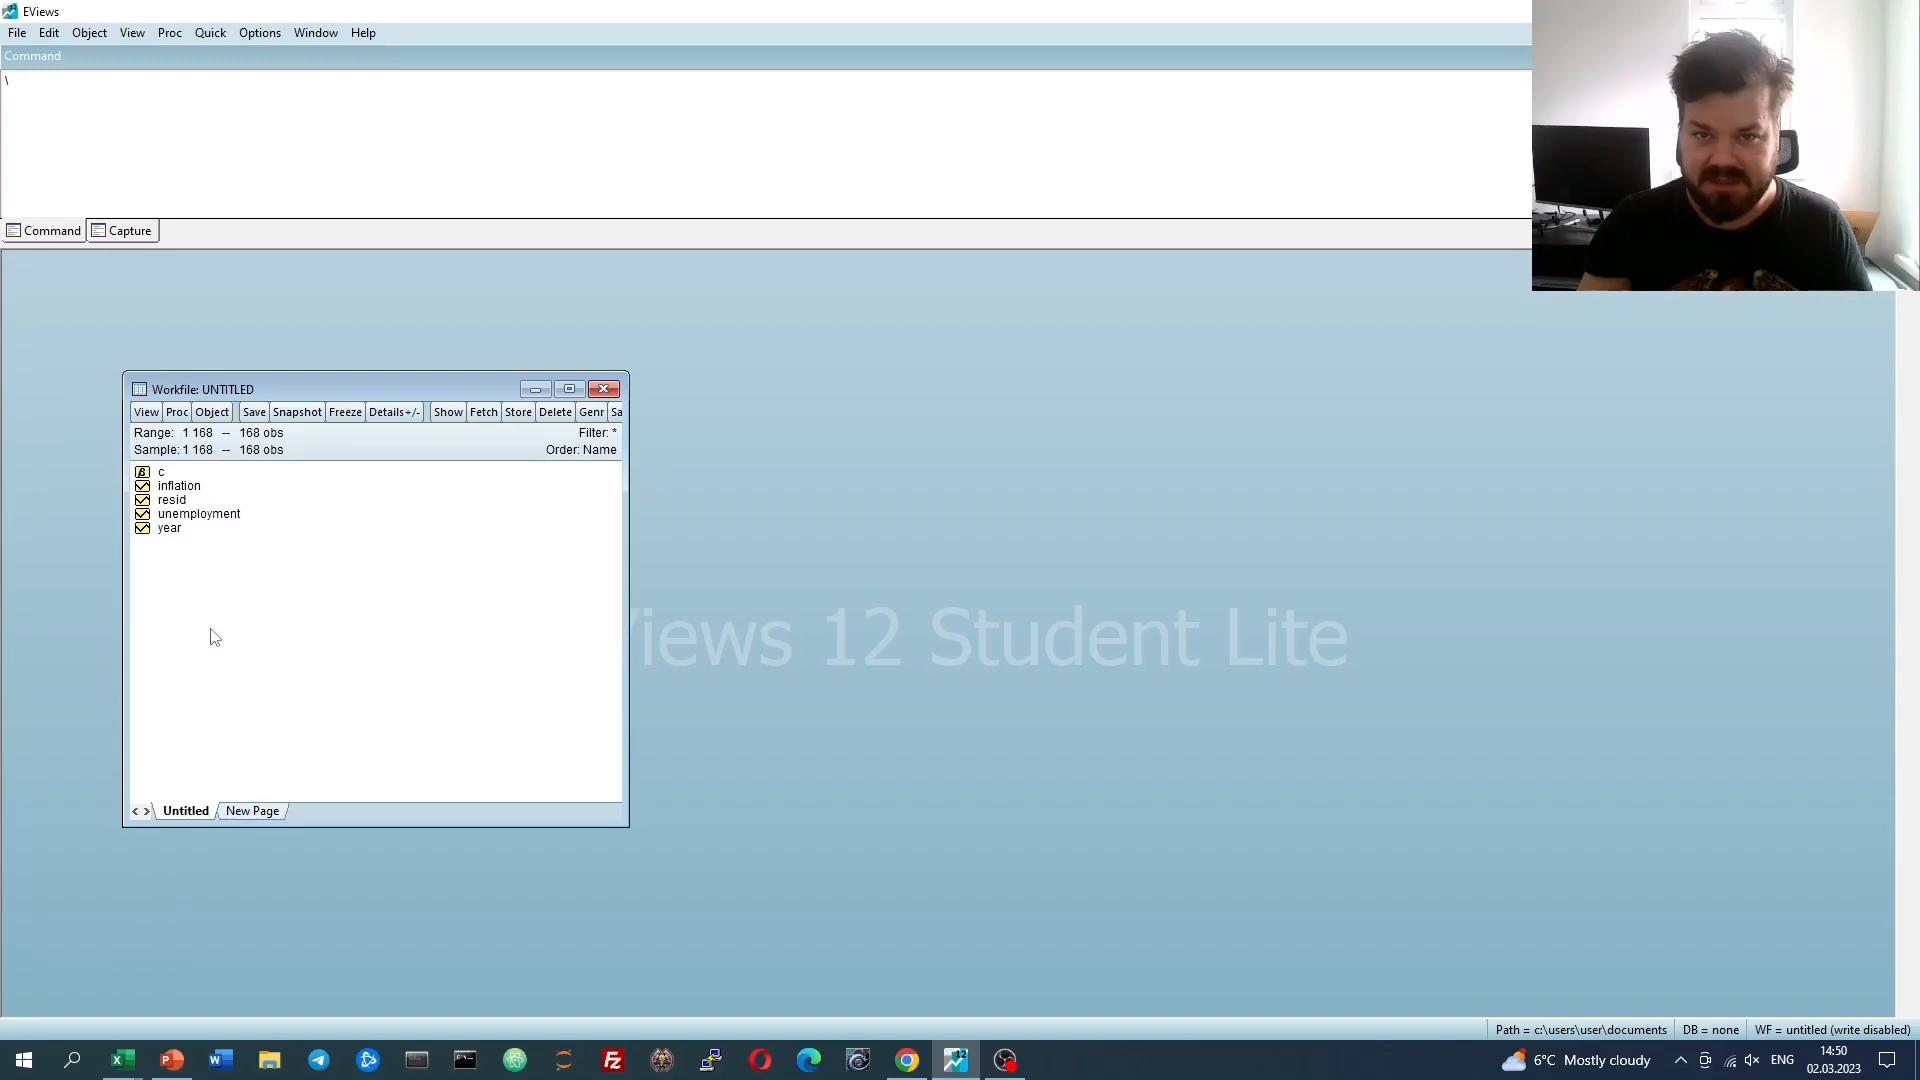 EViews
File Edit Object View Proc Quick Options Window Help
Command
\
Command Capture
Workfile: UNTITLED
View Proc Object Save Snapshot Freeze Details+/- Show Fetch Store Delete Genr Sa
Range: 1 168 -- 168 obs Filter: *
Sample: 1 168 -- 168 obs Order: Name
β c
inflation
resid
unemployment
year
Views 12 Student Lite
< > Untitled New Page
Path = c:\users\user\documents DB = none WF = untitled (write disabled)
6°C Mostly cloudy ENG 14:50
02.03.2023